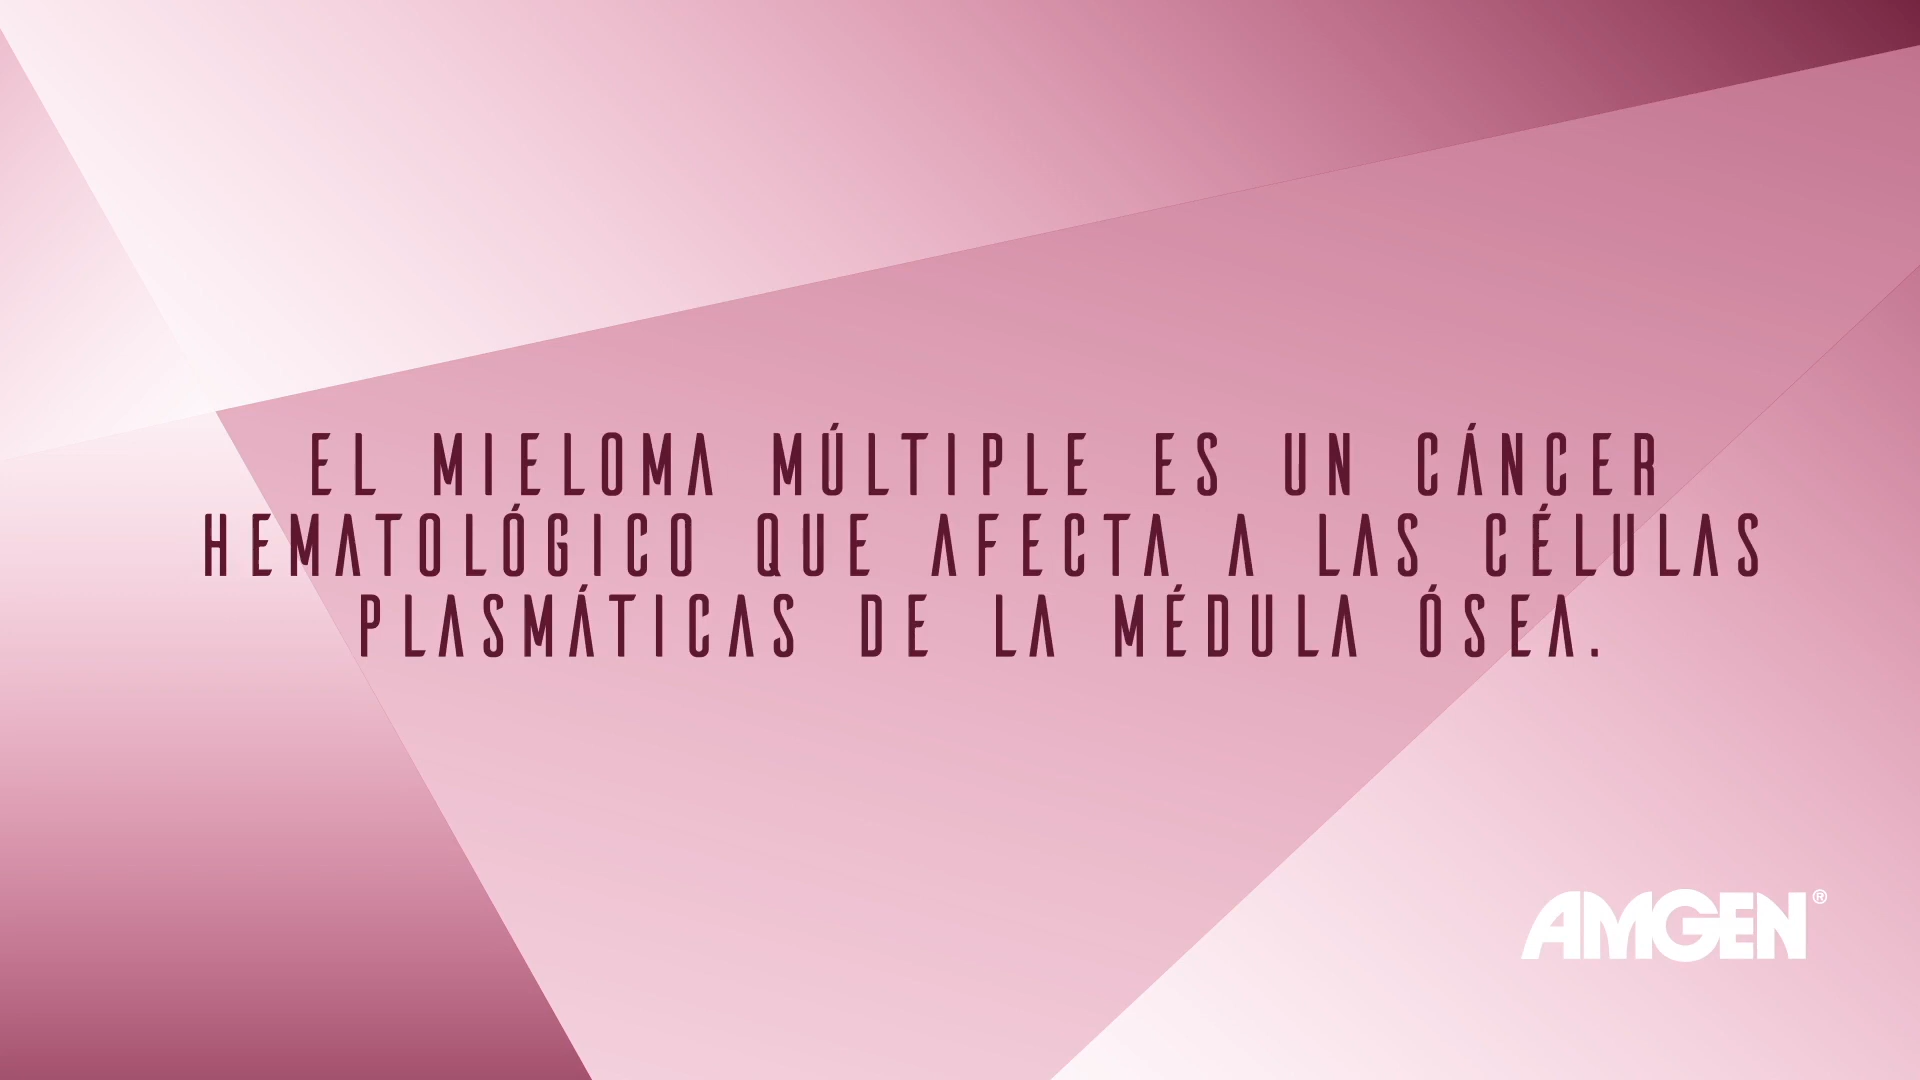 EL MIELOMA MÚLTIPLE ES UN CÁNCER
HEMATOLÓGICO QUE AFECTA A LAS CÉLULAS
PLASMÁTICAS DE LA MÉDULA ÓSEA.
AMGEN®